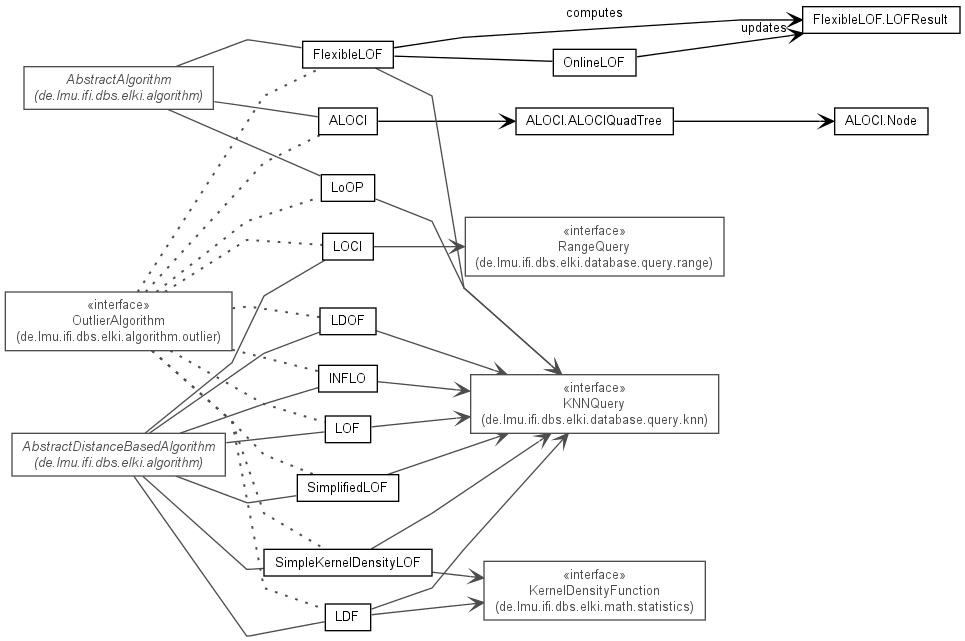 computes
FlexibleLOF.LOFResult
updates
FlexibleLOF
OnlineLOF
AbstractAlgorithm
(de.lmu.ifi.dbs.elki.algorithm)
ALOCI
ALOCI.ALOCIQuadTree
ALOCI.Node
LoOP
«interface»
RangeQuery
(de.lmu.ifi.dbs.elki.database.query.range)
LOCI
«interface»
OutlierAlgorithm
(de.lmu.ifi.dbs.elki.algorithm.outlier)
LDOF
INFLO
«interface»
KNNQuery
(de.lmu.ifi.dbs.elki.database.query.knn)
LOF
AbstractDistanceBasedAlgorithm
(de.lmu.ifi.dbs.elki.algorithm)
SimplifiedLOF
SimpleKernelDensityLOF
«interface»
KernelDensityFunction
(de.lmu.ifi.dbs.elki.math.statistics)
LDF